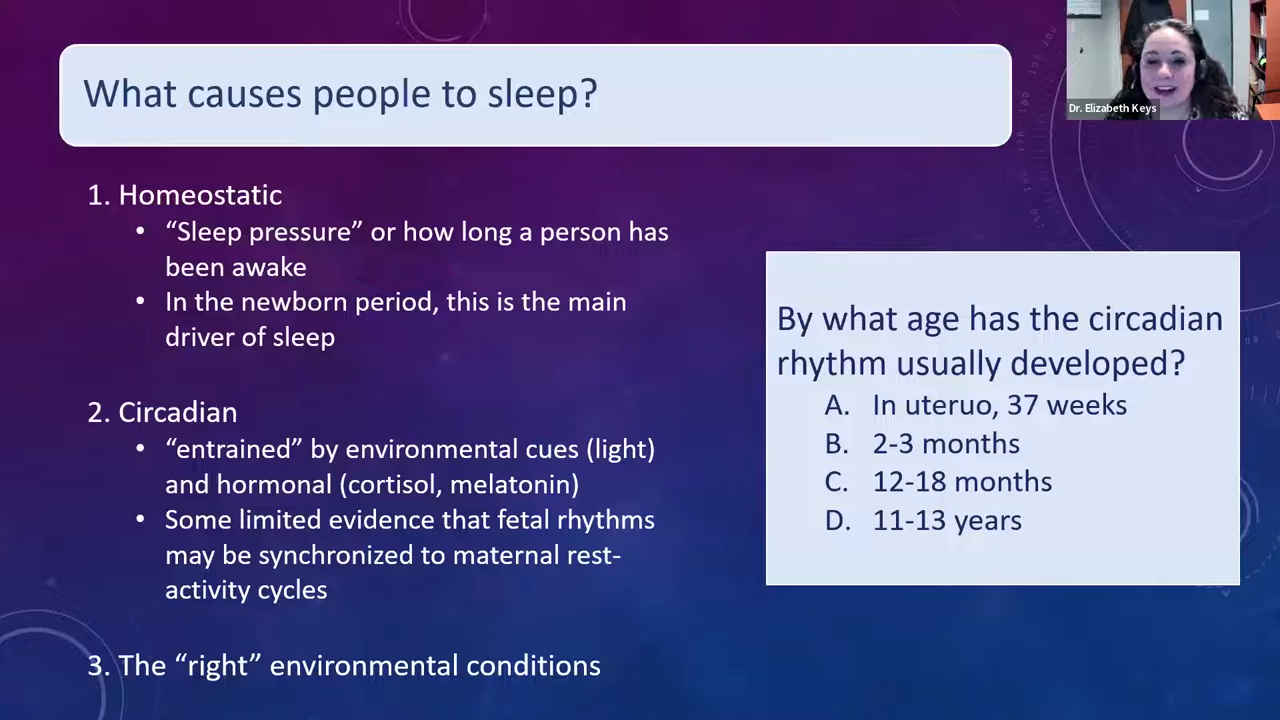 What causes people to sleep?
Dr. Elizabeth Keys
1. Homeostatic
• “Sleep pressure” or how long a person has
been awake
• In the newborn period, this is the main
driver of sleep
2. Circadian
• “entrained” by environmental cues (light)
and hormonal (cortisol, melatonin)
• Some limited evidence that fetal rhythms
may be synchronized to maternal rest-
activity cycles
3. The “right” environmental conditions
By what age has the circadian
rhythm usually developed?
A. In uteruo, 37 weeks
B. 2-3 months
C. 12-18 months
D. 11-13 years